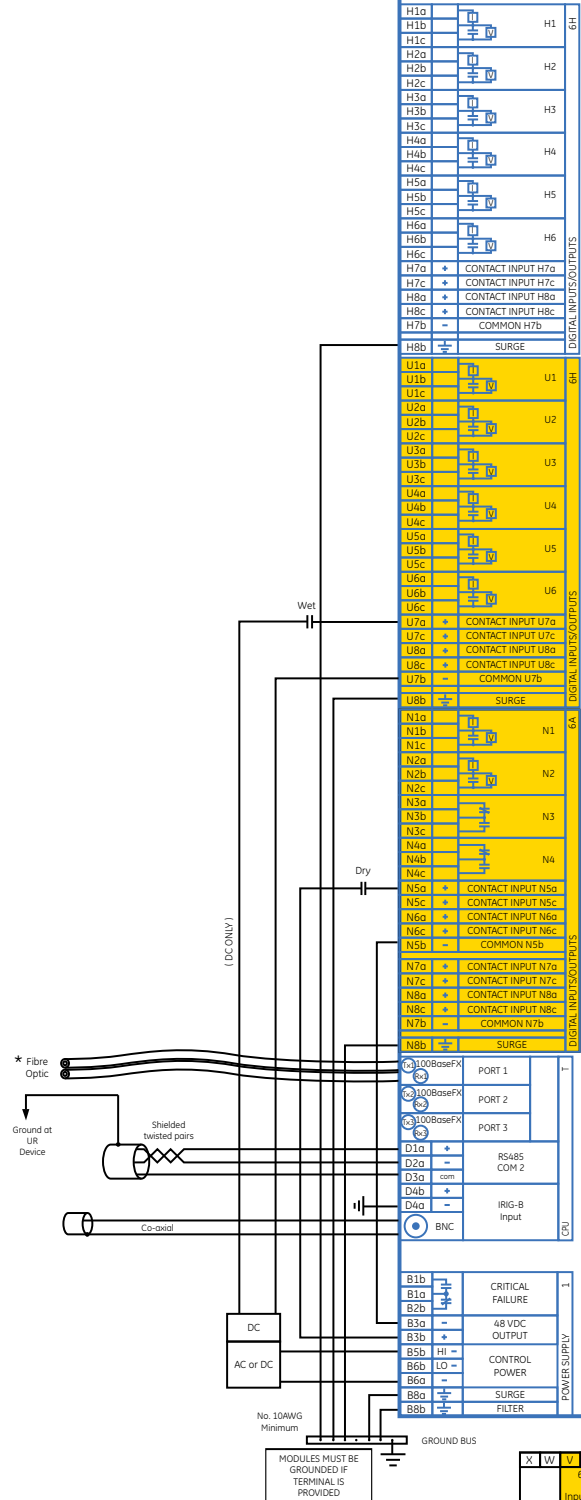 H1a
H1b
H1c
H1
6H
H2a
H2b
H2c
H2
H3a
H3b
H3c
H3
H4a
H4b
H4c
H4
H5a
H5b
H5c
H5
H6a
H6b
H6c
H6
H7a + CONTACT INPUT H7a
H7c + CONTACT INPUT H7c
H8a + CONTACT INPUT H8a
H8c + CONTACT INPUT H8c
H7b - COMMON H7b
H8b SURGE
DIGITAL INPUTS/OUTPUTS
U1a
U1b
U1c
U1
6H
U2a
U2b
U2c
U2
U3a
U3b
U3c
U3
U4a
U4b
U4c
U4
U5a
U5b
U5c
U5
U6a
U6b
U6c
U6
Wet
U7a + CONTACT INPUT U7a
U7c + CONTACT INPUT U7c
U8a + CONTACT INPUT U8a
U8c + CONTACT INPUT U8c
U7b - COMMON U7b
U8b SURGE
DIGITAL INPUTS/OUTPUTS
N1a
N1b
N1c
N1
6A
N2a
N2b
N2c
N2
N3a
N3b
N3c
N3
N4a
N4b
N4c
N4
Dry
N5a + CONTACT INPUT N5a
N5c + CONTACT INPUT N5c
N6a + CONTACT INPUT N6a
N6c + CONTACT INPUT N6c
N5b - COMMON N5b
N7a + CONTACT INPUT N7a
N7c + CONTACT INPUT N7c
N8a + CONTACT INPUT N8a
N8c + CONTACT INPUT N8c
N7b - COMMON N7b
N8b SURGE
DIGITAL INPUTS/OUTPUTS
( DC ONLY )
* Fibre
Optic
Tx1 100BaseFX
Rx1
PORT 1
T
Tx2 100BaseFX
Rx2
PORT 2
Tx3 100BaseFX
Rx3
PORT 3
Ground at
UR
Device
Shielded
twisted pairs
D1a +
D2a -
D3a com
RS485
COM 2
D4b +
D4a -
BNC
IRIG-B
Input
Co-axial
CPU
B1b
B1a
B2b
CRITICAL
FAILURE
1
B3a -
B3b +
48 VDC
OUTPUT
B5b HI -
B6b LO -
B6a -
CONTROL
POWER
B8a SURGE
B8b FILTER
POWER SUPPLY
DC
AC or DC
No. 10AWG
Minimum
GROUND BUS
MODULES MUST BE
GROUNDED IF
TERMINAL IS
PROVIDED
X W V
6
Inpu